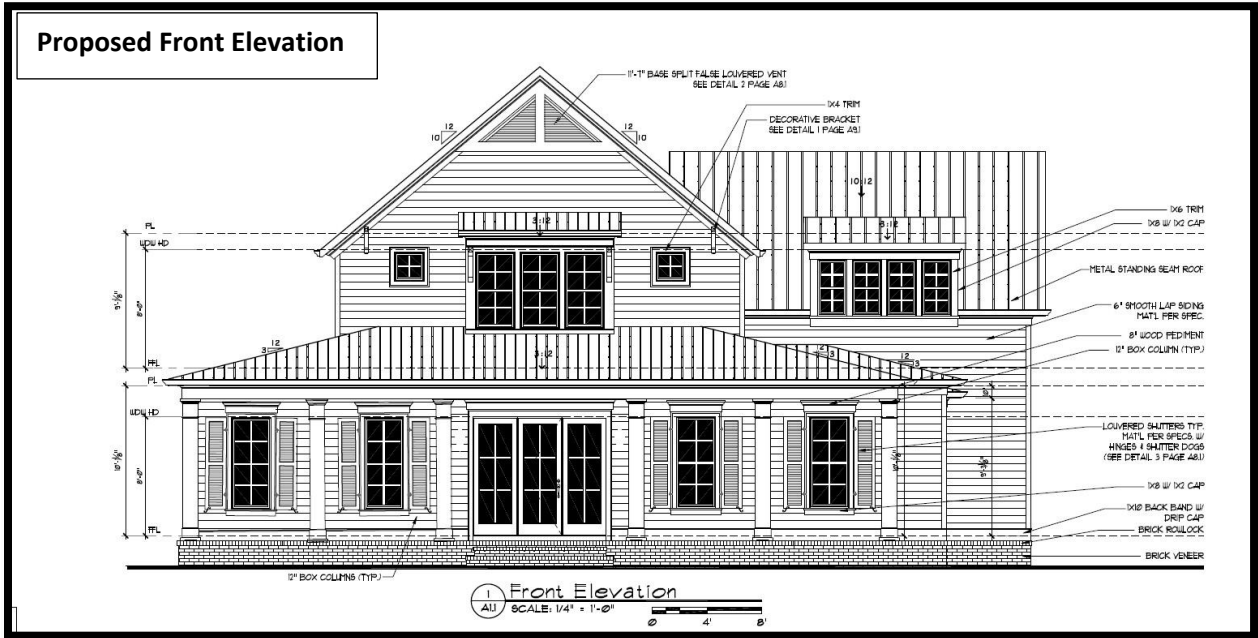 Proposed Front Elevation
11'-7" BASE SPLIT FALSE LOUVERED VENT
SEE DETAIL 2 PAGE A8.1
1X4 TRIM
DECORATIVE BRACKET
SEE DETAIL 1 PAGE A9.1
12
10
12
10
10:12
3:12
3:12
1X6 TRIM
1X8 W/ 1X2 CAP
PL
WDW HD
METAL STANDING SEAM ROOF
8'-0"
6" SMOOTH LAP SIDING
MAT'L PER SPEC.
8" WOOD PEDIMENT
12" BOX COLUMN (TYP.)
12
3
12
3
12
3
3:12
FFL
PL
WDW HD
LOUVERED SHUTTERS TYP.
MAT'L PER SPECS. W/
HINGES & SHUTTER DOGS
(SEE DETAIL 3 PAGE A8.1)
8'-0"
1X8 W/ 1X2 CAP
1X10 BACK BAND W/
DRIP CAP
FFL
BRICK ROWLOCK
BRICK VENEER
12" BOX COLUMNS (TYP.)
1
A1.1
Front Elevation
SCALE: 1/4" = 1'-0"
0 4' 8'